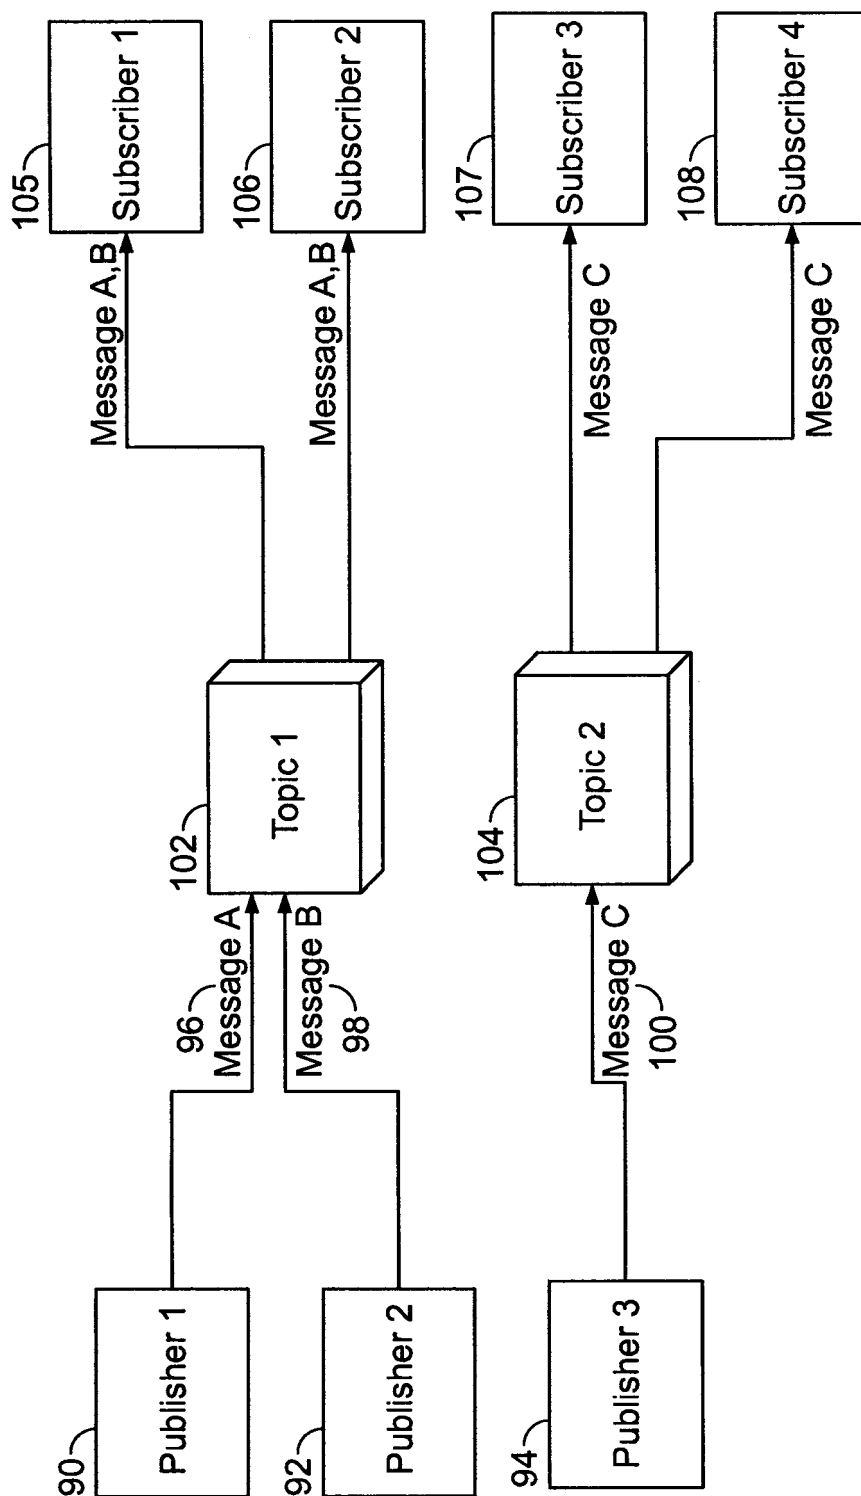 90
Publisher 1
92
Publisher 2
94
Publisher 3
96
Message A
Message B
98
Message C
100
102
Topic 1
104
Topic 2
Message A,B
Message A,B
Message C
Message C
105
Subscriber 1
106
Subscriber 2
107
Subscriber 3
108
Subscriber 4